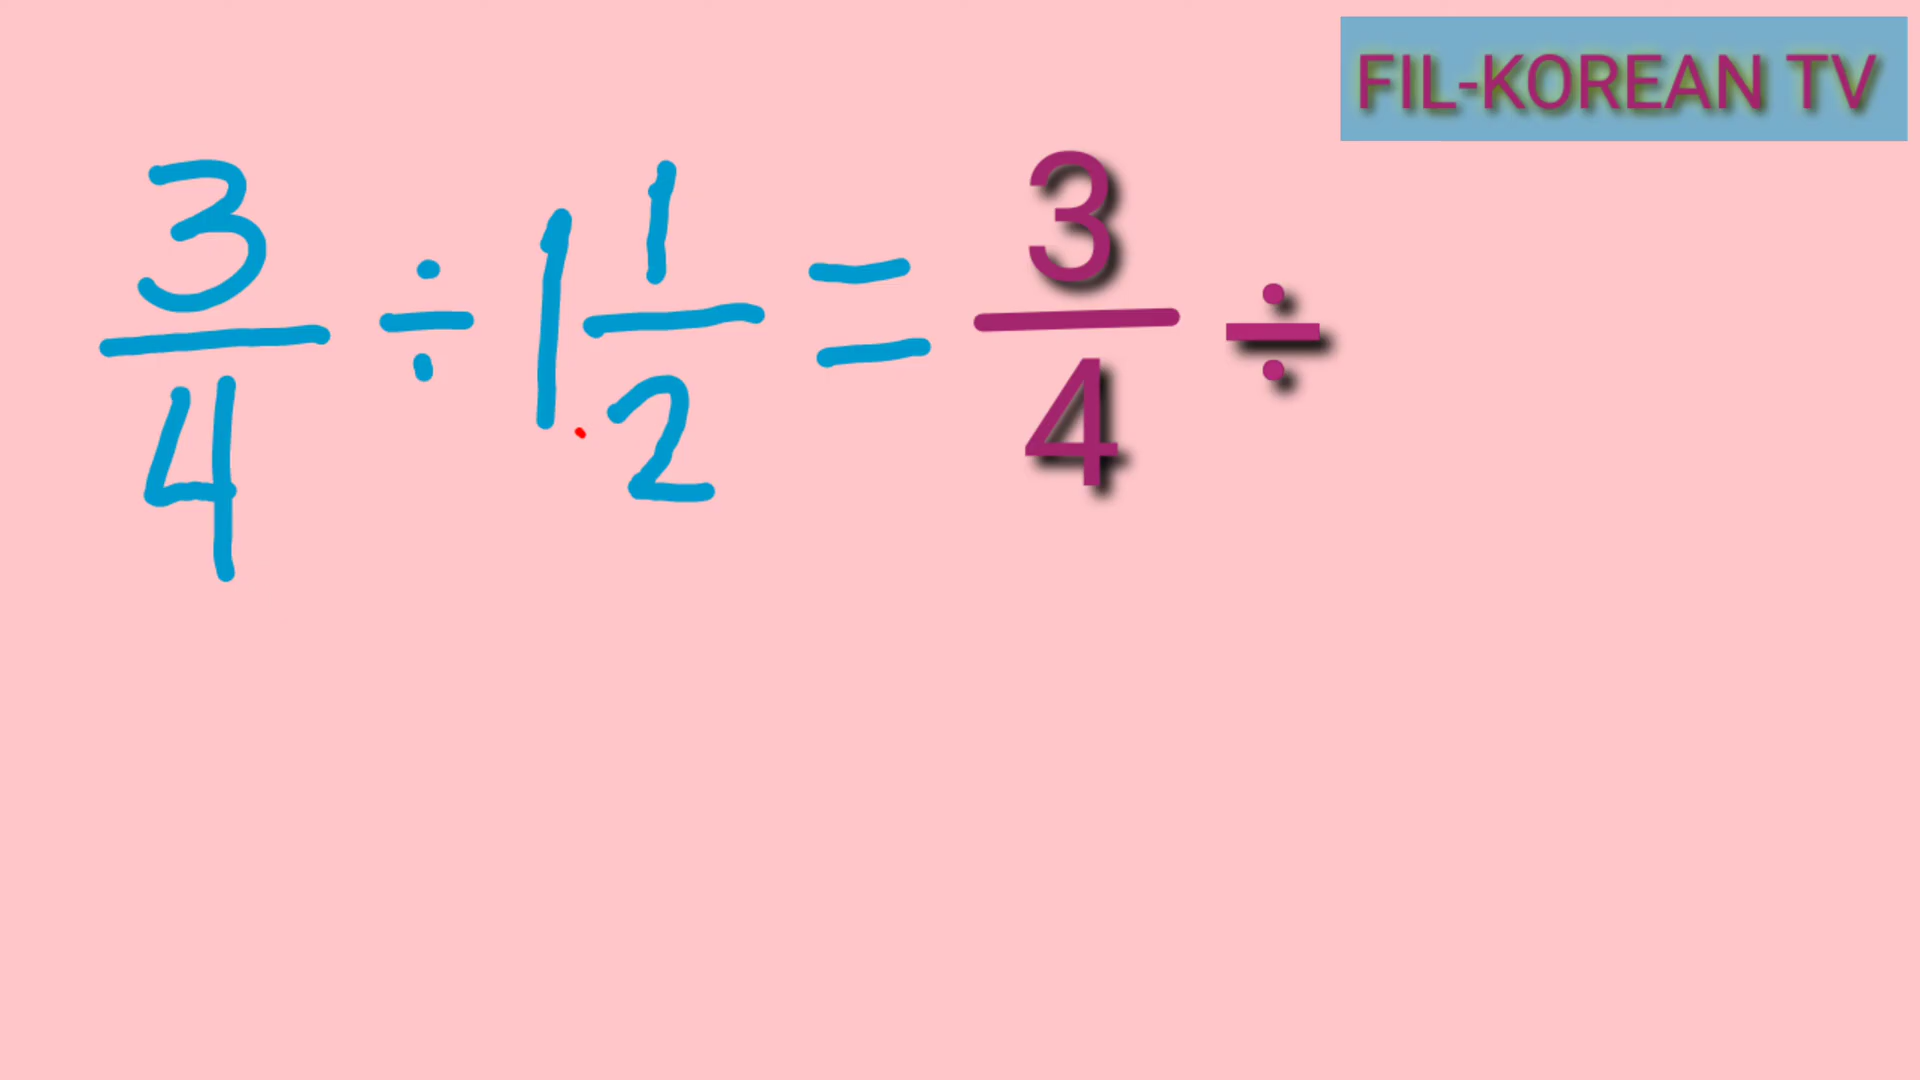 FIL-KOREAN TV
3/4 ÷ 1 1/2 = 3/4 ÷